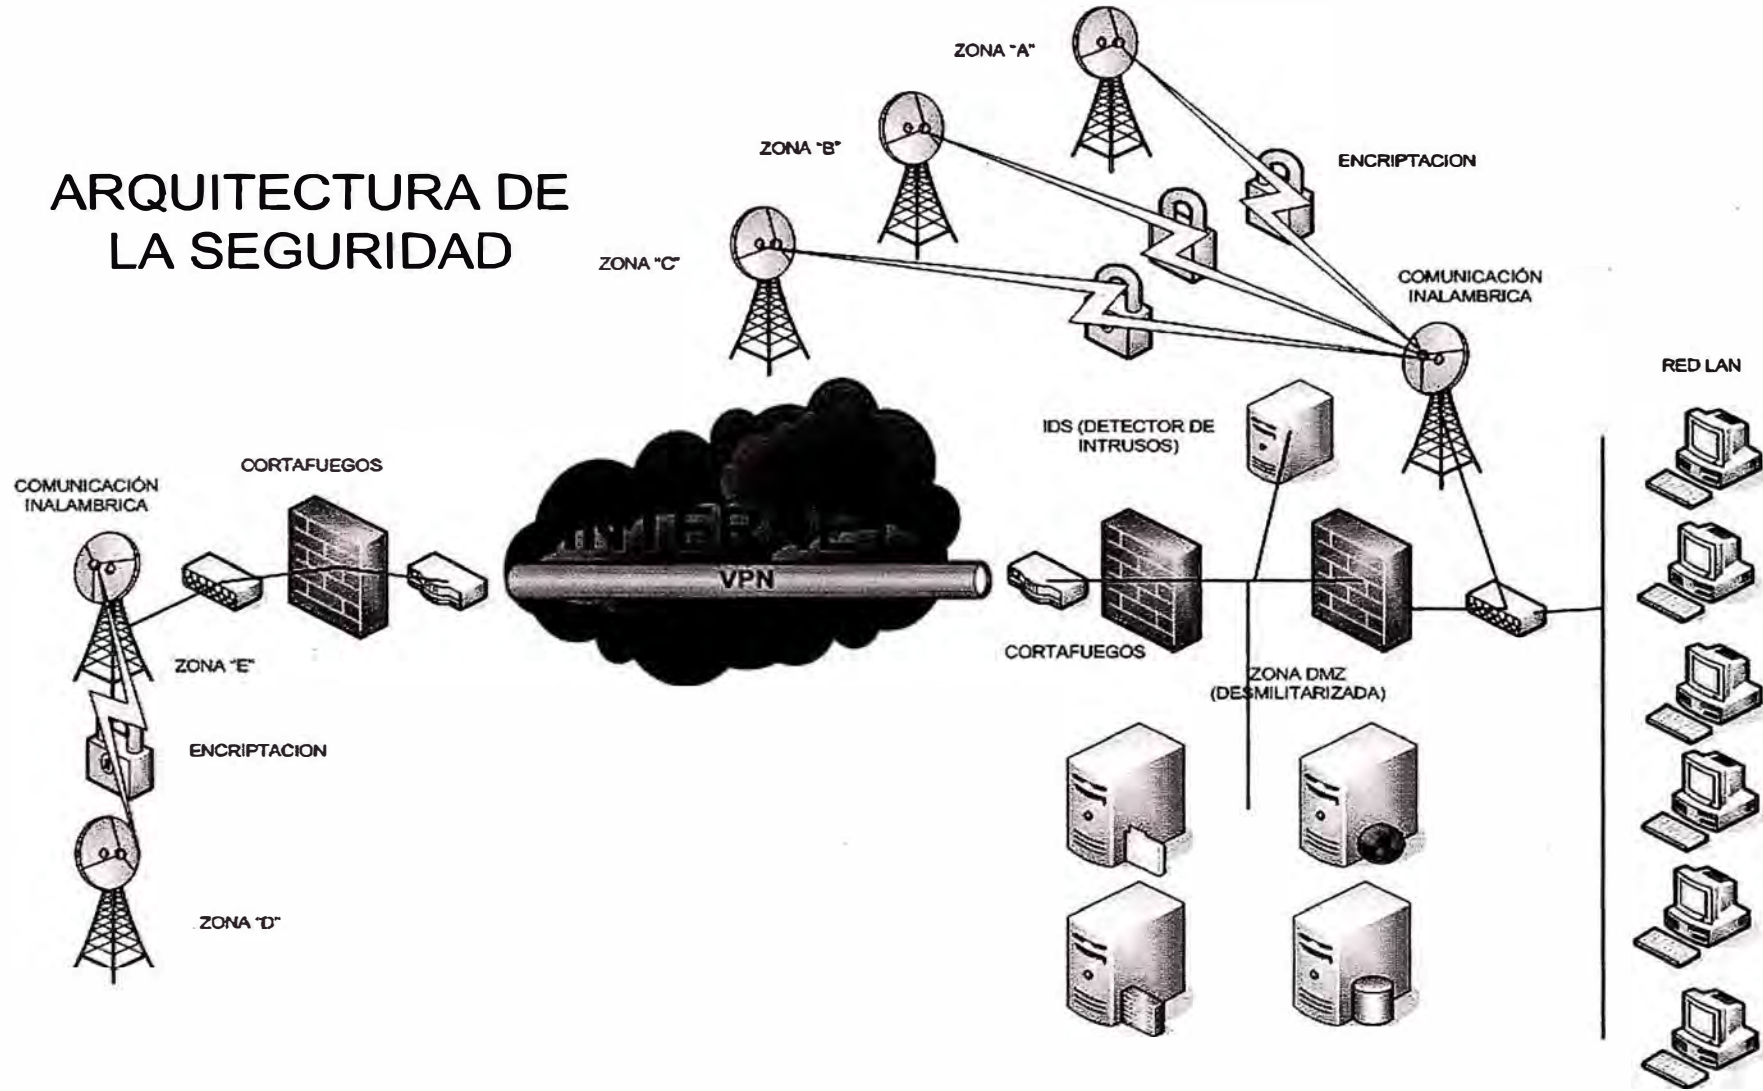 ARQUITECTURA DE
LA SEGURIDAD
ZONA "A"
ZONA "B"
ZONA "C"
ENCRIPTACION
COMUNICACIÓN
INALAMBRICA
RED LAN
IDS (DETECTOR DE
INTRUSOS)
CORTAFUEGOS
COMUNICACIÓN
INALAMBRICA
INTERNET
VPN
CORTAFUEGOS
ZONA DMZ
(DESMILITARIZADA)
ZONA "E"
ENCRIPTACION
ZONA "D"